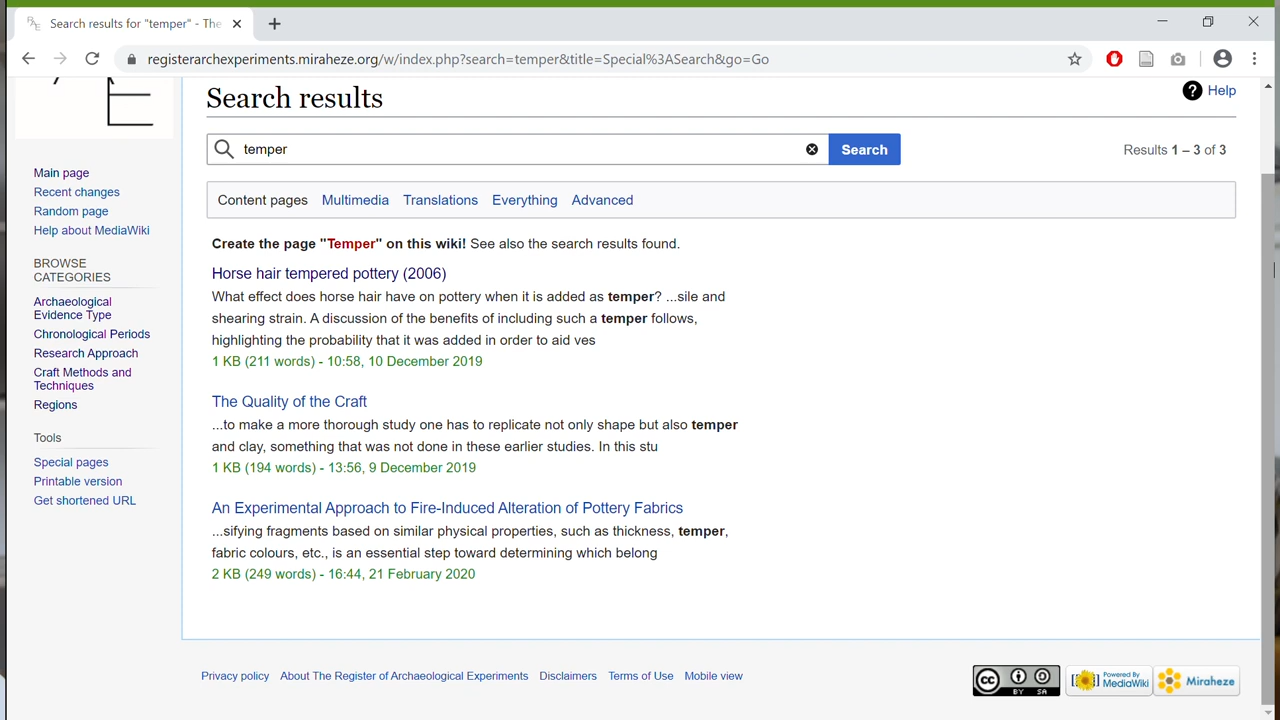 Search results for "temper" - The
registerarchexperiments.miraheze.org/w/index.php?search=temper&title=Special%3ASearch&go=Go
Search results
Help
temper
Search
Results 1 – 3 of 3
Content pages Multimedia Translations Everything Advanced
Create the page "Temper" on this wiki! See also the search results found.
Horse hair tempered pottery (2006)
What effect does horse hair have on pottery when it is added as temper? ...sile and
shearing strain. A discussion of the benefits of including such a temper follows,
highlighting the probability that it was added in order to aid ves
1 KB (211 words) - 10:58, 10 December 2019
The Quality of the Craft
...to make a more thorough study one has to replicate not only shape but also temper
and clay, something that was not done in these earlier studies. In this stu
1 KB (194 words) - 13:56, 9 December 2019
An Experimental Approach to Fire-Induced Alteration of Pottery Fabrics
...sifying fragments based on similar physical properties, such as thickness, temper,
fabric colours, etc., is an essential step toward determining which belong
2 KB (249 words) - 16:44, 21 February 2020
Main page
Recent changes
Random page
Help about MediaWiki
BROWSE
CATEGORIES
Archaeological
Evidence Type
Chronological Periods
Research Approach
Craft Methods and
Techniques
Regions
Tools
Special pages
Printable version
Get shortened URL
Privacy policy About The Register of Archaeological Experiments Disclaimers Terms of Use Mobile view
cc BY SA
Powered By
MediaWiki
Miraheze